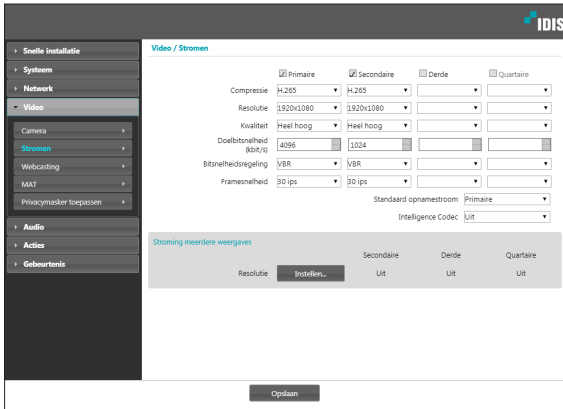 IDIS
Snelle installatie
Systeem
Netwerk
Video
Camera
Stromen
Webcasting
MAT
Privacymasker toepassen
Audio
Acties
Gebeurtenis
Video / Stromen
Primaire Secondaire Derde Quartaire
Compressie H.265 H.265
Resolutie 1920x1080 1920x1080
Kwaliteit Heel hoog Heel hoog
Doelbitsnelheid
(kbit/s) 4096 1024
Bitsnelheidsregeling VBR VBR
Framesnelheid 30 ips 30 ips
Standaard opnamestroom Primaire
Intelligence Codec Uit
Stroming meerdere weergaves
Secondaire Derde Quartaire
Resolutie Instellen... Uit Uit Uit
Opslaan